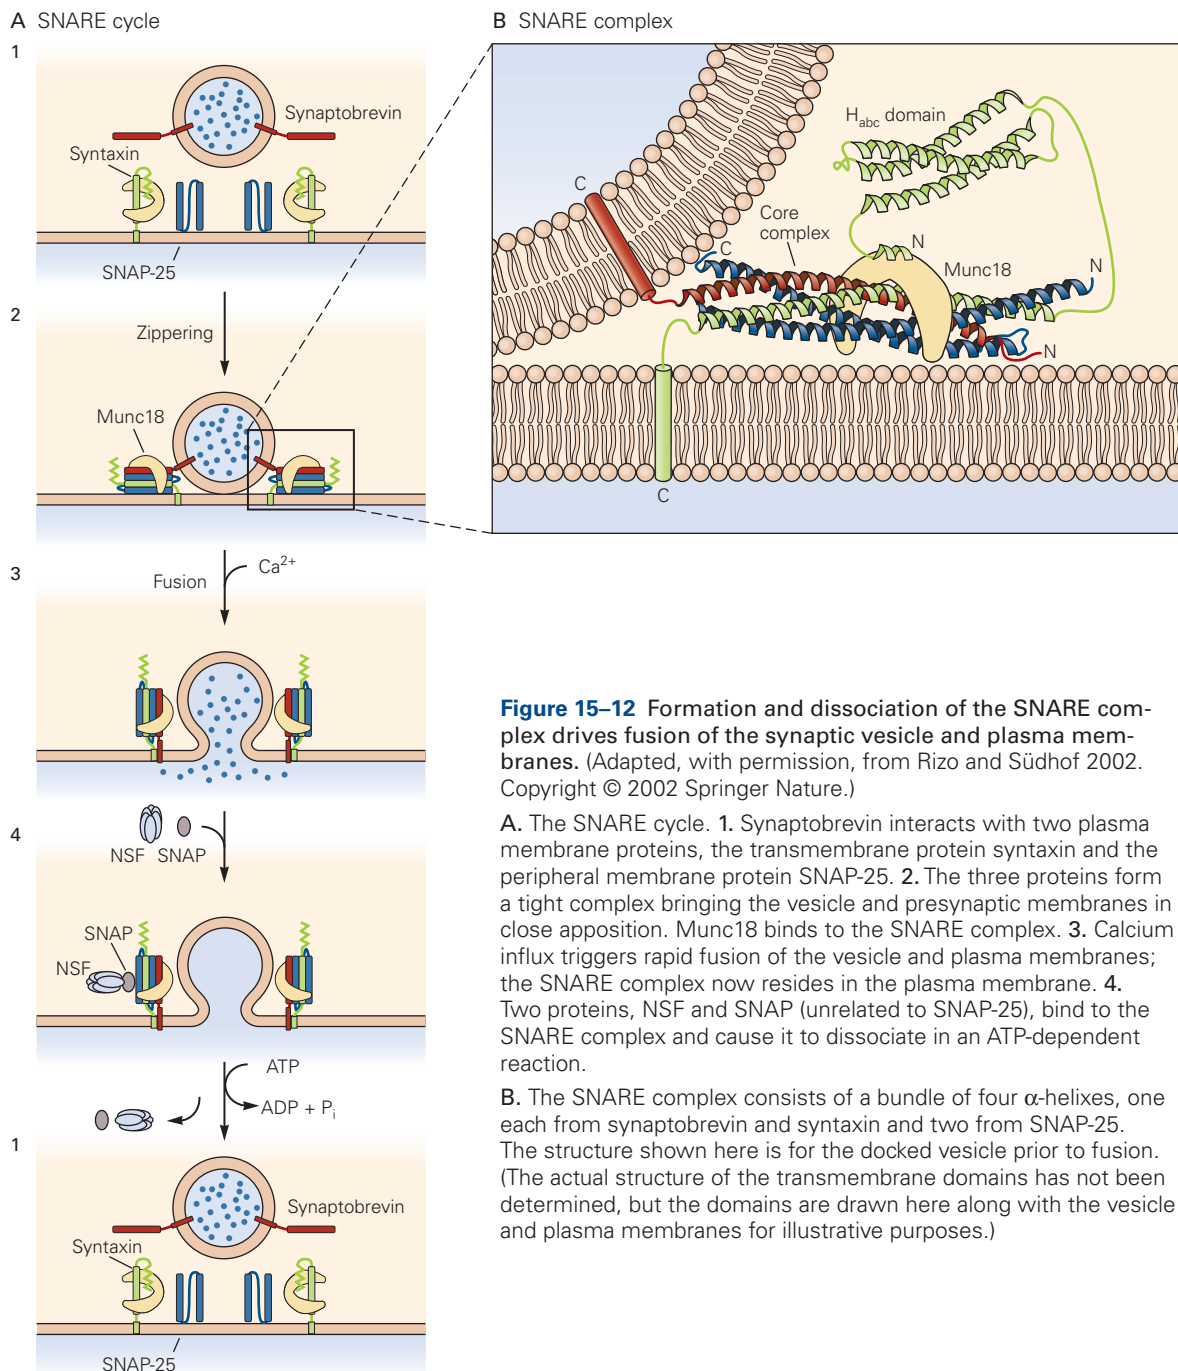 A SNARE cycle
1
Synaptobrevin
Syntaxin
SNAP-25
2
Zippering
Munc18
3
Fusion
Ca2+
4
NSF SNAP
SNAP
NSF
ATP
ADP + Pi
1
Synaptobrevin
Syntaxin
SNAP-25
B SNARE complex
Habc domain
C
Core
complex
C
N
Munc18
N
N
C
Figure 15–12 Formation and dissociation of the SNARE com-
plex drives fusion of the synaptic vesicle and plasma mem-
branes. (Adapted, with permission, from Rizo and Südhof 2002.
Copyright © 2002 Springer Nature.)
A. The SNARE cycle. 1. Synaptobrevin interacts with two plasma
membrane proteins, the transmembrane protein syntaxin and the
peripheral membrane protein SNAP-25. 2. The three proteins form
a tight complex bringing the vesicle and presynaptic membranes in
close apposition. Munc18 binds to the SNARE complex. 3. Calcium
influx triggers rapid fusion of the vesicle and plasma membranes;
the SNARE complex now resides in the plasma membrane. 4.
Two proteins, NSF and SNAP (unrelated to SNAP-25), bind to the
SNARE complex and cause it to dissociate in an ATP-dependent
reaction.
B. The SNARE complex consists of a bundle of four α-helixes, one
each from synaptobrevin and syntaxin and two from SNAP-25.
The structure shown here is for the docked vesicle prior to fusion.
(The actual structure of the transmembrane domains has not been
determined, but the domains are drawn here along with the vesicle
and plasma membranes for illustrative purposes.)